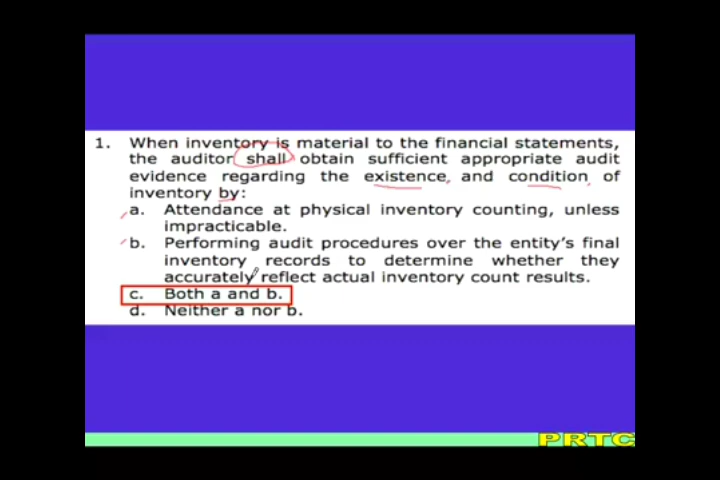 1. When inventory is material to the financial statements,
the auditor shall obtain sufficient appropriate audit
evidence regarding the existence and condition of
inventory by:
a. Attendance at physical inventory counting, unless
impracticable.
b. Performing audit procedures over the entity's final
inventory records to determine whether they
accurately reflect actual inventory count results.
c. Both a and b.
d. Neither a nor b.
PRTC